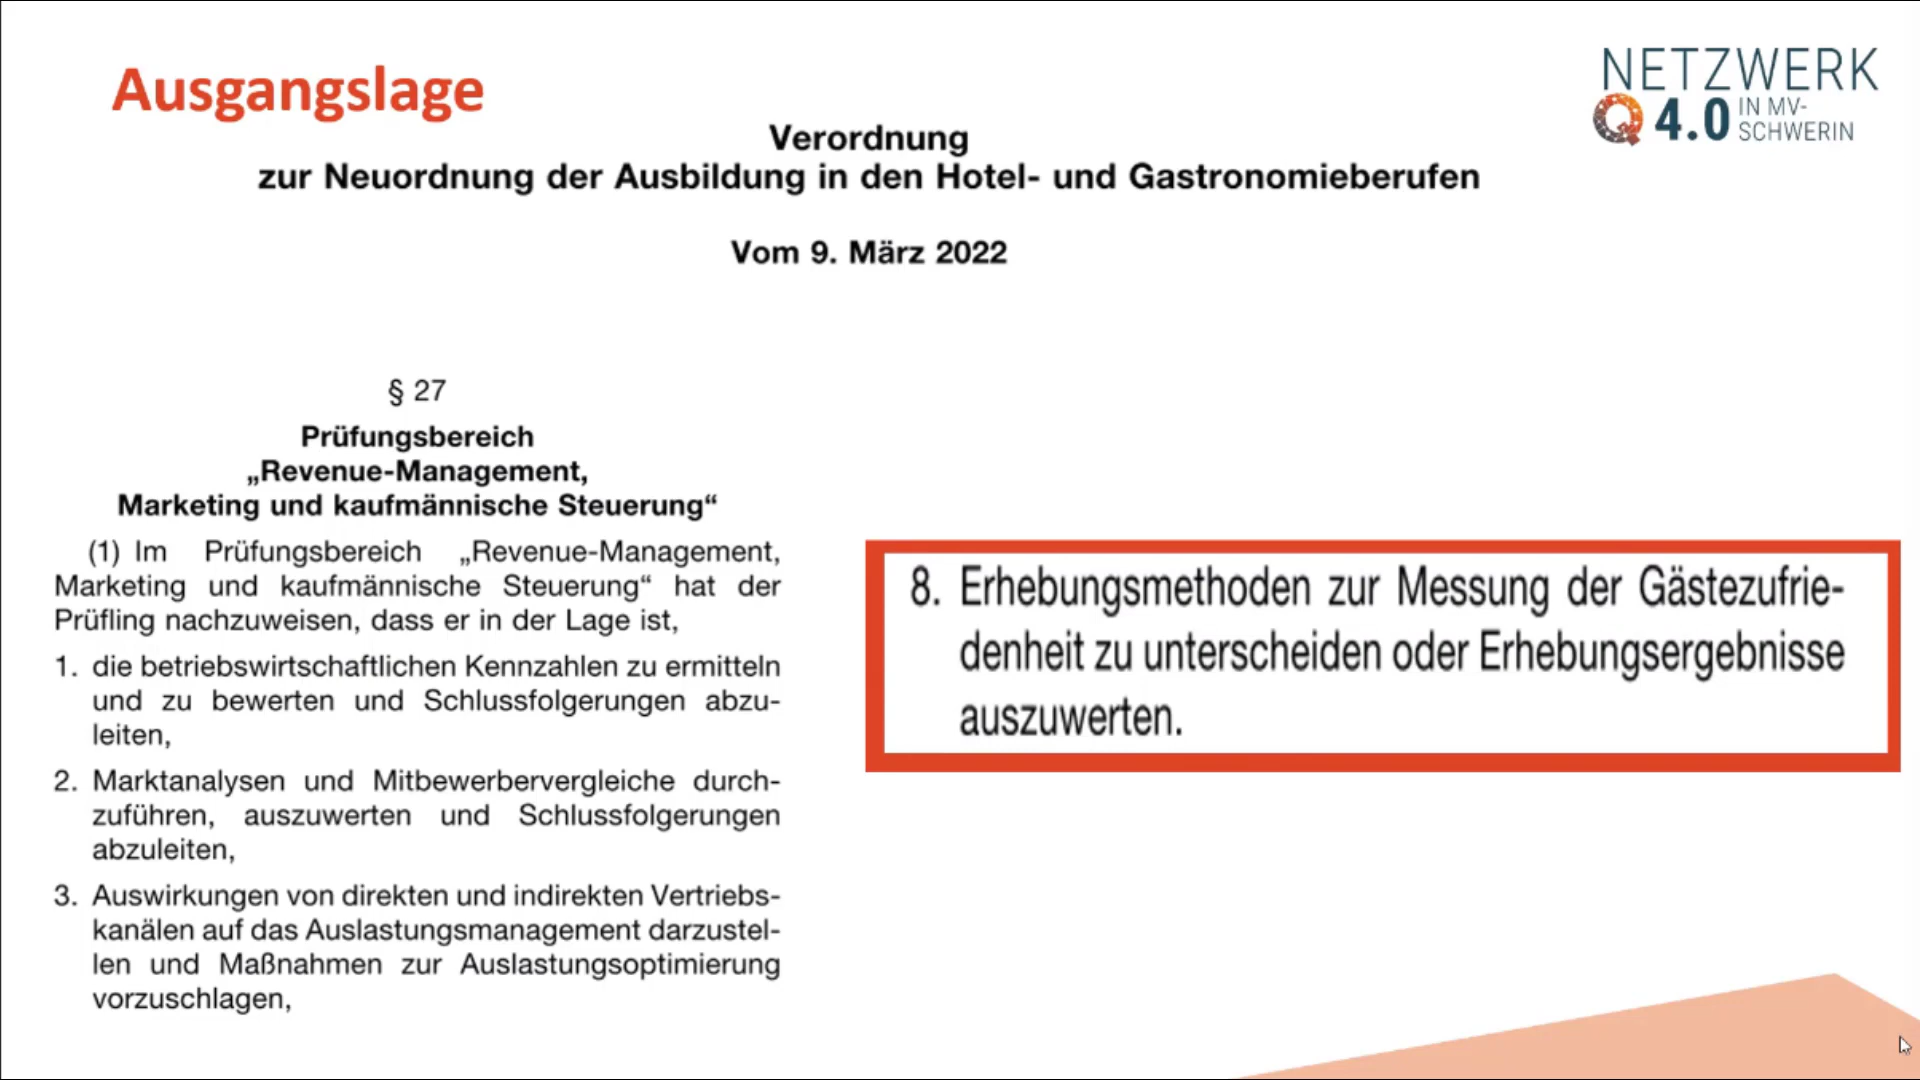 Ausgangslage
NETZWERK
Q 4.0 IN MV-
SCHWERIN
Verordnung
zur Neuordnung der Ausbildung in den Hotel- und Gastronomieberufen
Vom 9. März 2022
§ 27
Prüfungsbereich
„Revenue-Management,
Marketing und kaufmännische Steuerung“
(1) Im Prüfungsbereich „Revenue-Management,
Marketing und kaufmännische Steuerung“ hat der
Prüfling nachzuweisen, dass er in der Lage ist,
1. die betriebswirtschaftlichen Kennzahlen zu ermitteln
und zu bewerten und Schlussfolgerungen abzu-
leiten,
2. Marktanalysen und Mitbewerbervergleiche durch-
zuführen, auszuwerten und Schlussfolgerungen
abzuleiten,
3. Auswirkungen von direkten und indirekten Vertriebs-
kanälen auf das Auslastungsmanagement darzustel-
len und Maßnahmen zur Auslastungsoptimierung
vorzuschlagen,
8. Erhebungsmethoden zur Messung der Gästezufrie-
denheit zu unterscheiden oder Erhebungsergebnisse
auszuwerten.